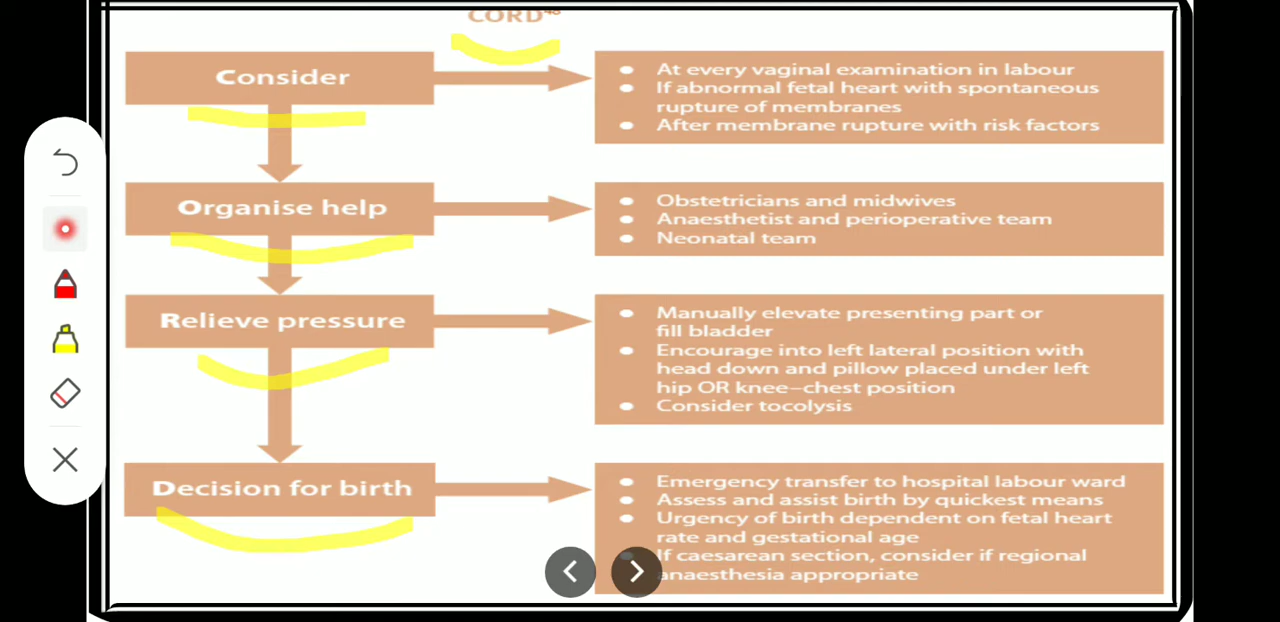 CORD⁴⁸
Consider
At every vaginal examination in labour
If abnormal fetal heart with spontaneous
rupture of membranes
After membrane rupture with risk factors
Organise help
Obstetricians and midwives
Anaesthetist and perioperative team
Neonatal team
Relieve pressure
Manually elevate presenting part or
fill bladder
Encourage into left lateral position with
head down and pillow placed under left
hip OR knee–chest position
Consider tocolysis
Decision for birth
Emergency transfer to hospital labour ward
Assess and assist birth by quickest means
Urgency of birth dependent on fetal heart
rate and gestational age
If caesarean section, consider if regional
anaesthesia appropriate